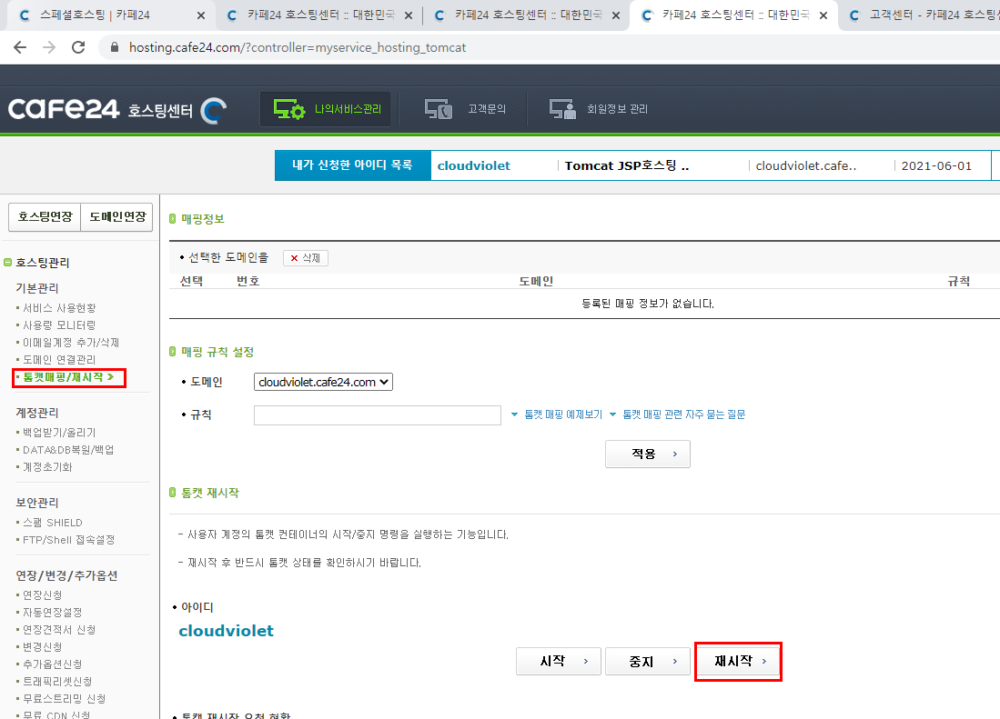 스페셜호스팅 | 카페24
카페24 호스팅센터 :: 대한민국
카페24 호스팅센터 :: 대한민국
카페24 호스팅센터 :: 대한민국
고객센터 - 카페24 호스팅
hosting.cafe24.com/?controller=myservice_hosting_tomcat
cafe24 호스팅센터
나의서비스관리
고객문의
회원정보 관리
내가 신청한 아이디 목록
cloudviolet
Tomcat JSP호스팅 ..
cloudviolet.cafe..
2021-06-01
호스팅연장
도메인연장
호스팅관리
기본관리
서비스 사용현황
사용량 모니터링
이메일계정 추가/삭제
도메인 연결관리
톰캣매핑/재시작 »
계정관리
백업받기/올리기
DATA&DB복원/백업
계정초기화
보안관리
스팸 SHIELD
FTP/Shell 접속설정
연장/변경/추가옵션
연장신청
자동연장설정
연장견적서 신청
변경신청
추가옵션신청
트래픽리셋신청
무료스트리밍 신청
무료 CDN 신청
매핑정보
선택한 도메인을
삭제
선택 번호 도메인 규칙
등록된 매핑 정보가 없습니다.
매핑 규칙 설정
도메인
cloudviolet.cafe24.com
규칙
톰캣 매핑 예제보기
톰캣 매핑 관련 자주 묻는 질문
적용
톰캣 재시작
- 사용자 계정의 톰캣 컨테이너의 시작/중지 명령을 실행하는 기능입니다.
- 재시작 후 반드시 톰캣 상태를 확인하시기 바랍니다.
아이디
cloudviolet
시작
중지
재시작
톰캣 재시작 요청 현황